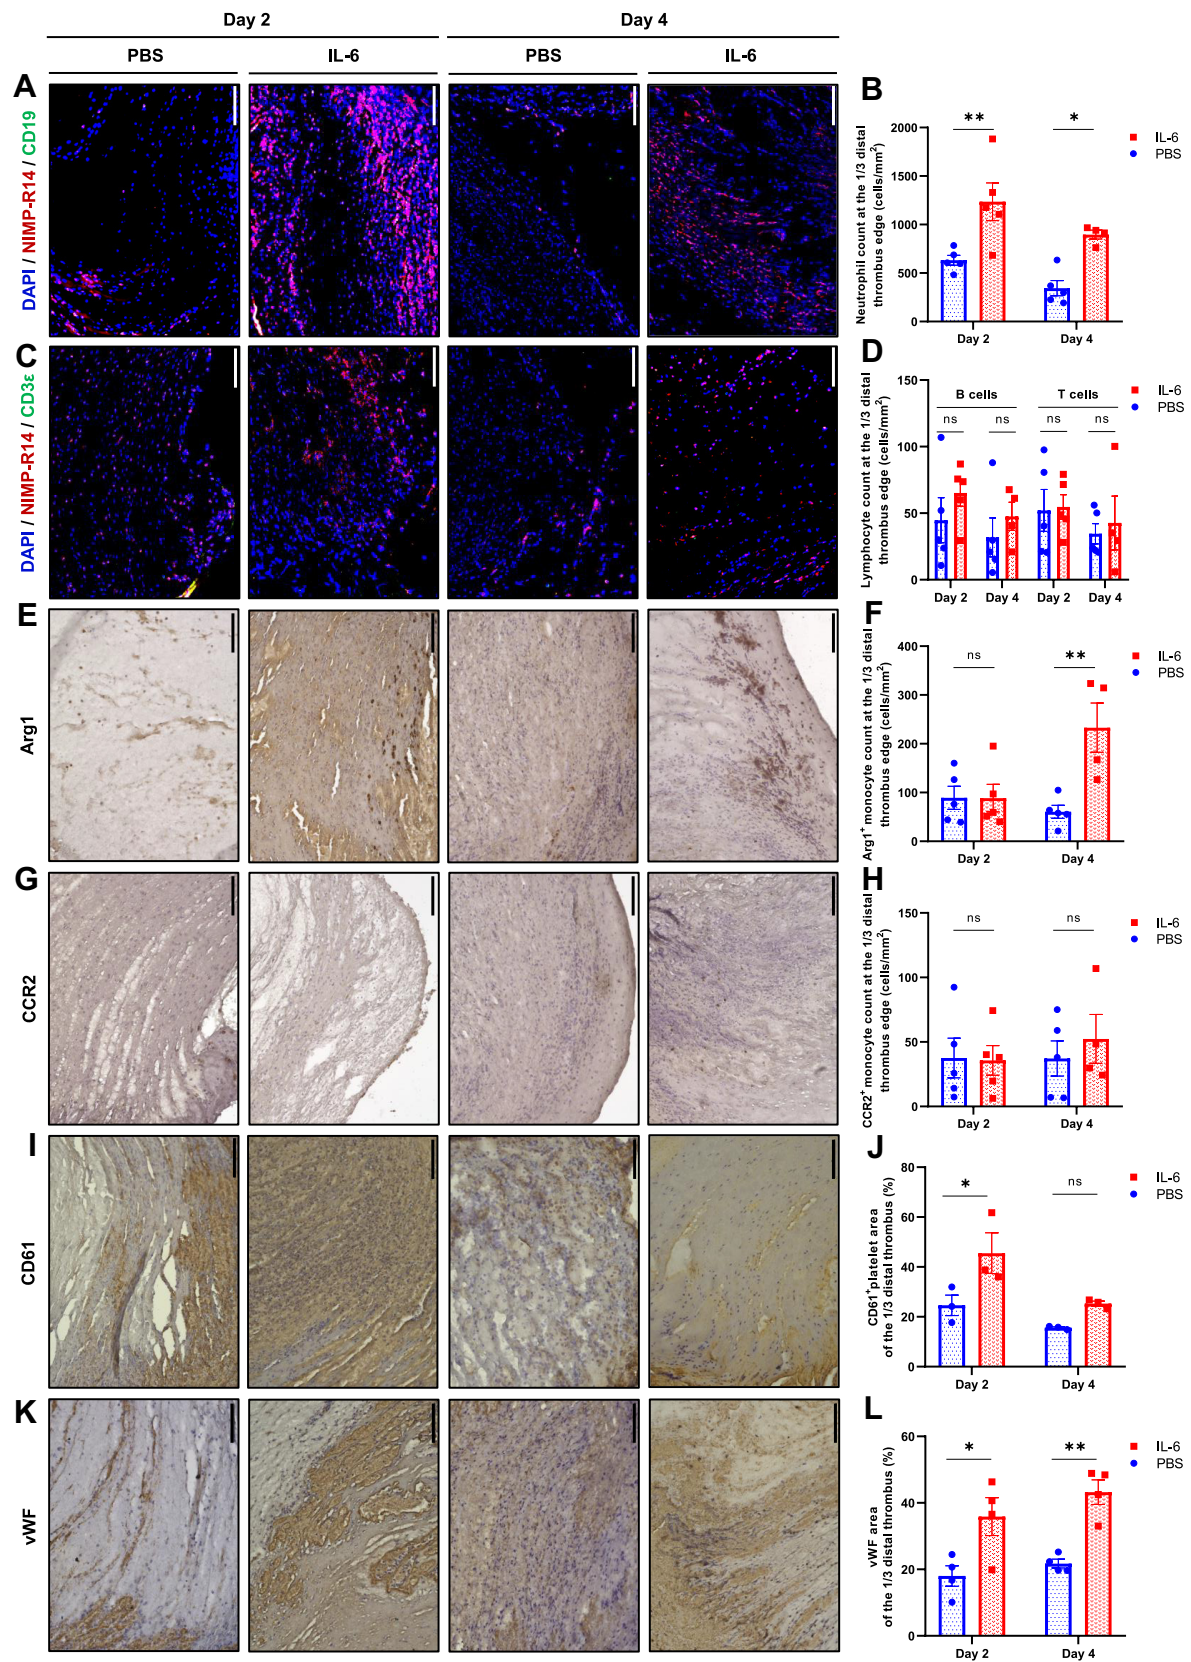 Day 2
Day 4
PBS
IL-6
PBS
IL-6
A
DAPI / NIMP-R14 / CD19
B
Neutrophil count at the 1/3 distal
thrombus edge (cells/mm²)
2000
1500
1000
500
0
**
*
IL-6
PBS
Day 2
Day 4
C
DAPI / NIMP-R14 / CD3ε
D
Lymphocyte count at the 1/3 distal
thrombus edge (cells/mm²)
150
100
50
0
B cells
T cells
ns
ns
ns
ns
IL-6
PBS
Day 2
Day 4
Day 2
Day 4
E
Arg1
F
Arg1⁺ monocyte count at the 1/3 distal
thrombus edge (cells/mm²)
400
300
200
100
0
ns
**
IL-6
PBS
Day 2
Day 4
G
CCR2
H
CCR2⁺ monocyte count at the 1/3 distal
thrombus edge (cells/mm²)
150
100
50
0
ns
ns
IL-6
PBS
Day 2
Day 4
I
CD61
J
CD61⁺platelet area
of the 1/3 distal thrombus (%)
80
60
40
20
0
*
ns
IL-6
PBS
Day 2
Day 4
K
vWF
L
vWF area
of the 1/3 distal thrombus (%)
60
40
20
0
*
**
IL-6
PBS
Day 2
Day 4